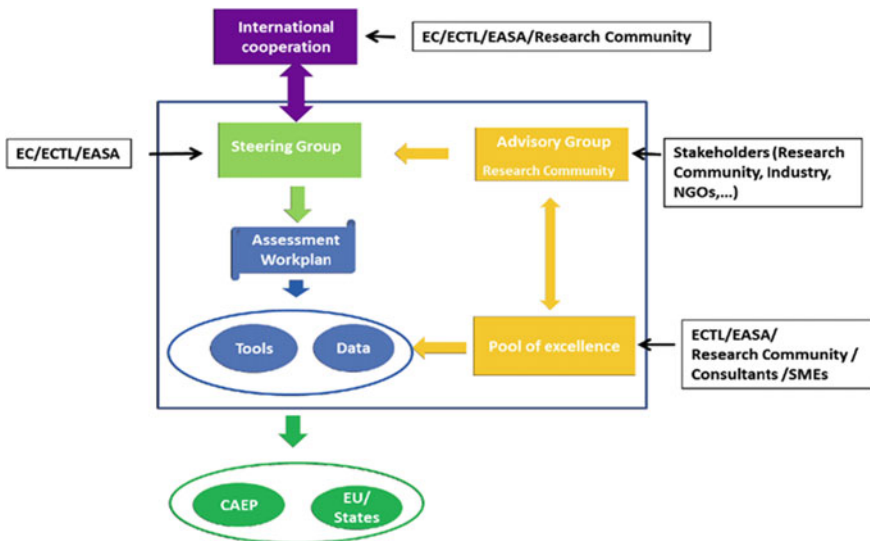 International
cooperation
EC/ECTL/EASA/Research Community
EC/ECTL/EASA
Steering Group
Advisory Group
Research Community
Stakeholders (Research
Community, Industry,
NGOs,...)
Assessment
Workplan
Tools
Data
Pool of excellence
ECTL/EASA/
Research Community /
Consultants /SMEs
CAEP
EU/
States